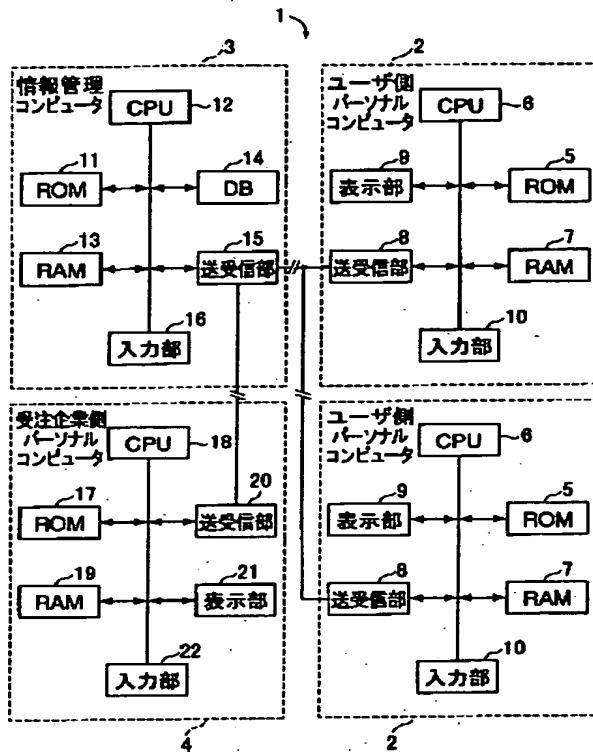 1
3
情報管理
コンピュータ
CPU
12
11
ROM
14
DB
13
RAM
15
送受信部
16
入力部
2
ユーザ側
パーソナル
コンピュータ
CPU
6
9
表示部
5
ROM
8
送受信部
7
RAM
10
入力部
受注企業側
パーソナル
コンピュータ
CPU
18
17
ROM
20
送受信部
19
RAM
21
表示部
22
入力部
4
ユーザ側
パーソナル
コンピュータ
CPU
6
9
表示部
5
ROM
8
送受信部
7
RAM
10
入力部
2